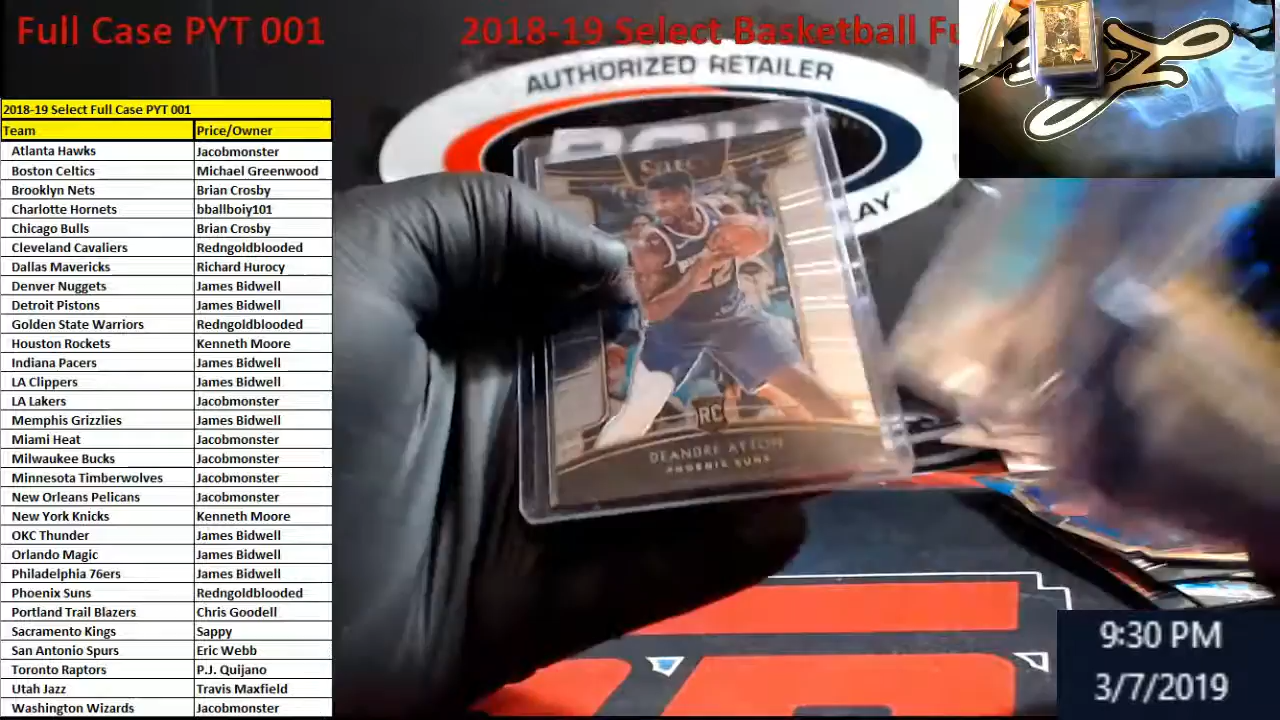 Full Case PYT 001
2018-19 Select Basketball Fu
2018-19 Select Full Case PYT 001
Team Price/Owner
Atlanta Hawks Jacobmonster
Boston Celtics Michael Greenwood
Brooklyn Nets Brian Crosby
Charlotte Hornets bballboiy101
Chicago Bulls Brian Crosby
Cleveland Cavaliers Redngoldblooded
Dallas Mavericks Richard Hurocy
Denver Nuggets James Bidwell
Detroit Pistons James Bidwell
Golden State Warriors Redngoldblooded
Houston Rockets Kenneth Moore
Indiana Pacers James Bidwell
LA Clippers James Bidwell
LA Lakers Jacobmonster
Memphis Grizzlies James Bidwell
Miami Heat Jacobmonster
Milwaukee Bucks Jacobmonster
Minnesota Timberwolves Jacobmonster
New Orleans Pelicans Jacobmonster
New York Knicks Kenneth Moore
OKC Thunder James Bidwell
Orlando Magic James Bidwell
Philadelphia 76ers James Bidwell
Phoenix Suns Redngoldblooded
Portland Trail Blazers Chris Goodell
Sacramento Kings Sappy
San Antonio Spurs Eric Webb
Toronto Raptors P.J. Quijano
Utah Jazz Travis Maxfield
Washington Wizards Jacobmonster
AUTHORIZED RETAILER
LAY
Select
RC
DEANDRE AYTON
PHOENIX SUNS
9:30 PM
3/7/2019